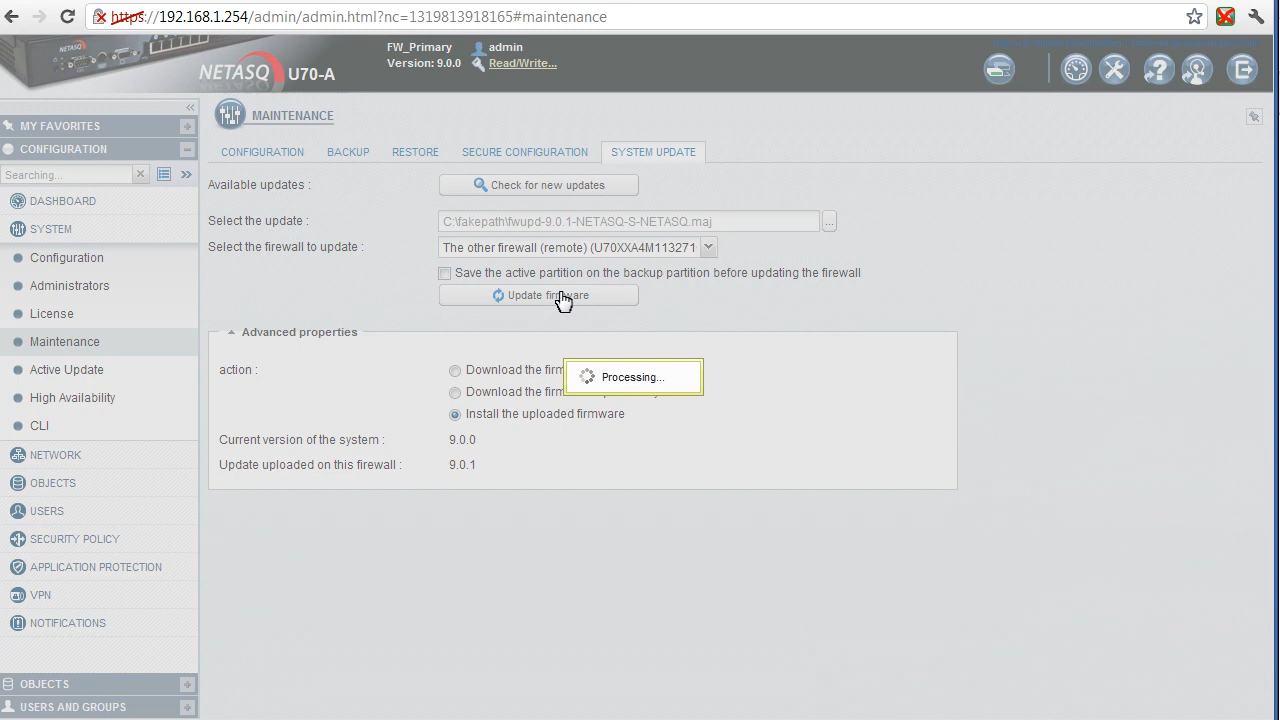 https://192.168.1.254/admin/admin.html?nc=1319813918165#maintenance
NETASQ
NETASQ U70-A
FW_Primary
Version: 9.0.0
admin
Read/Write...
MY FAVORITES
CONFIGURATION
Searching...
DASHBOARD
SYSTEM
Configuration
Administrators
License
Maintenance
Active Update
High Availability
CLI
NETWORK
OBJECTS
USERS
SECURITY POLICY
APPLICATION PROTECTION
VPN
NOTIFICATIONS
OBJECTS
USERS AND GROUPS
MAINTENANCE
CONFIGURATION BACKUP RESTORE SECURE CONFIGURATION SYSTEM UPDATE
Available updates : Check for new updates
Select the update : C:\fakepath\fwupd-9.0.1-NETASQ-S-NETASQ.maj ...
Select the firewall to update : The other firewall (remote) (U70XXA4M113271
Save the active partition on the backup partition before updating the firewall
Update firmware
Advanced properties
action : Download the firm
Download the firm
Install the uploaded firmware
Processing...
Current version of the system : 9.0.0
Update uploaded on this firewall : 9.0.1